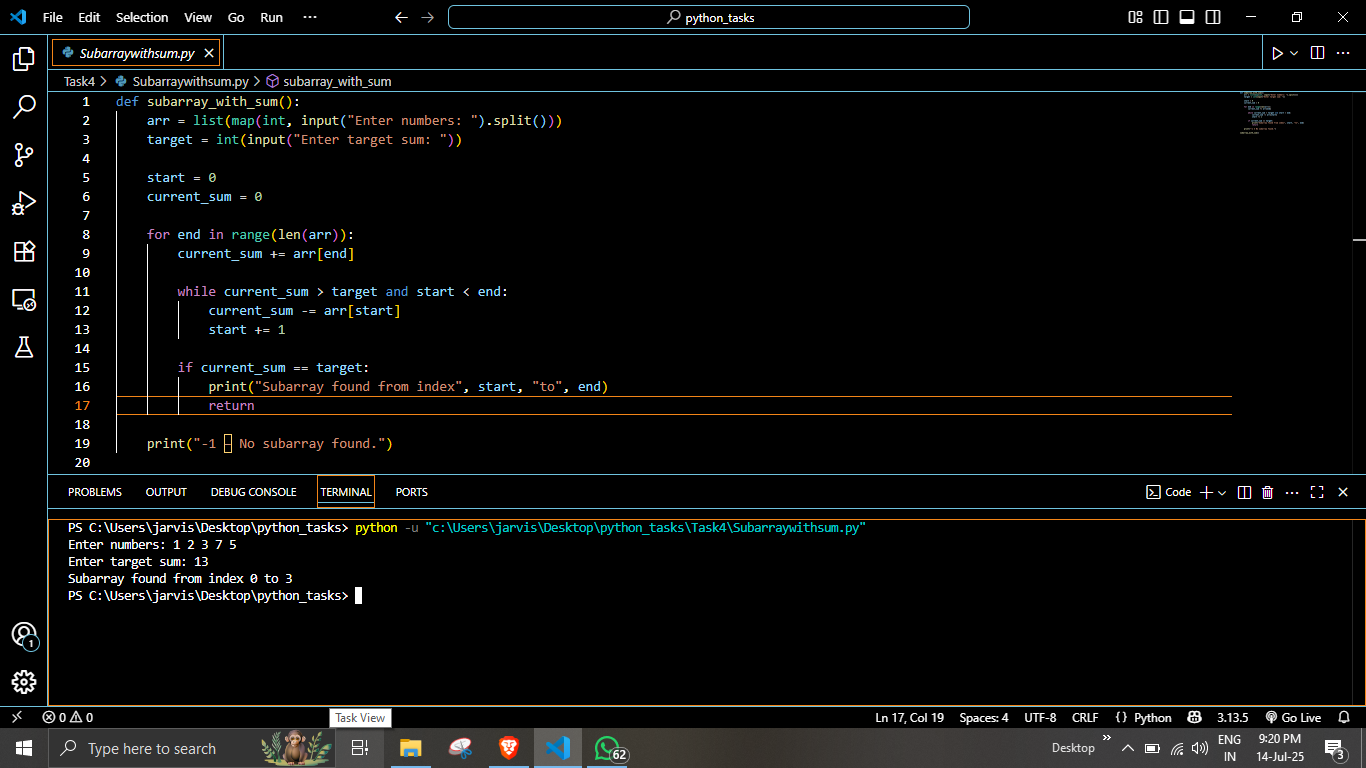 File Edit Selection View Go Run ··· python_tasks
Subarraywithsum.py
Task4 > Subarraywithsum.py > subarray_with_sum
1 def subarray_with_sum():
2 arr = list(map(int, input("Enter numbers: ").split()))
3 target = int(input("Enter target sum: "))
4
5 start = 0
6 current_sum = 0
7
8 for end in range(len(arr)):
9 current_sum += arr[end]
10
11 while current_sum > target and start < end:
12 current_sum -= arr[start]
13 start += 1
14
15 if current_sum == target:
16 print("Subarray found from index", start, "to", end)
17 return
18
19 print("-1 – No subarray found.")
20
PROBLEMS OUTPUT DEBUG CONSOLE TERMINAL PORTS Code
PS C:\Users\jarvis\Desktop\python_tasks> python -u "c:\Users\jarvis\Desktop\python_tasks\Task4\Subarraywithsum.py"
Enter numbers: 1 2 3 7 5
Enter target sum: 13
Subarray found from index 0 to 3
PS C:\Users\jarvis\Desktop\python_tasks>
1
0 0 Ln 17, Col 19 Spaces: 4 UTF-8 CRLF {} Python 3.13.5 Go Live
Task View
Type here to search 62 Desktop ENG IN 9:20 PM 14-Jul-25 3